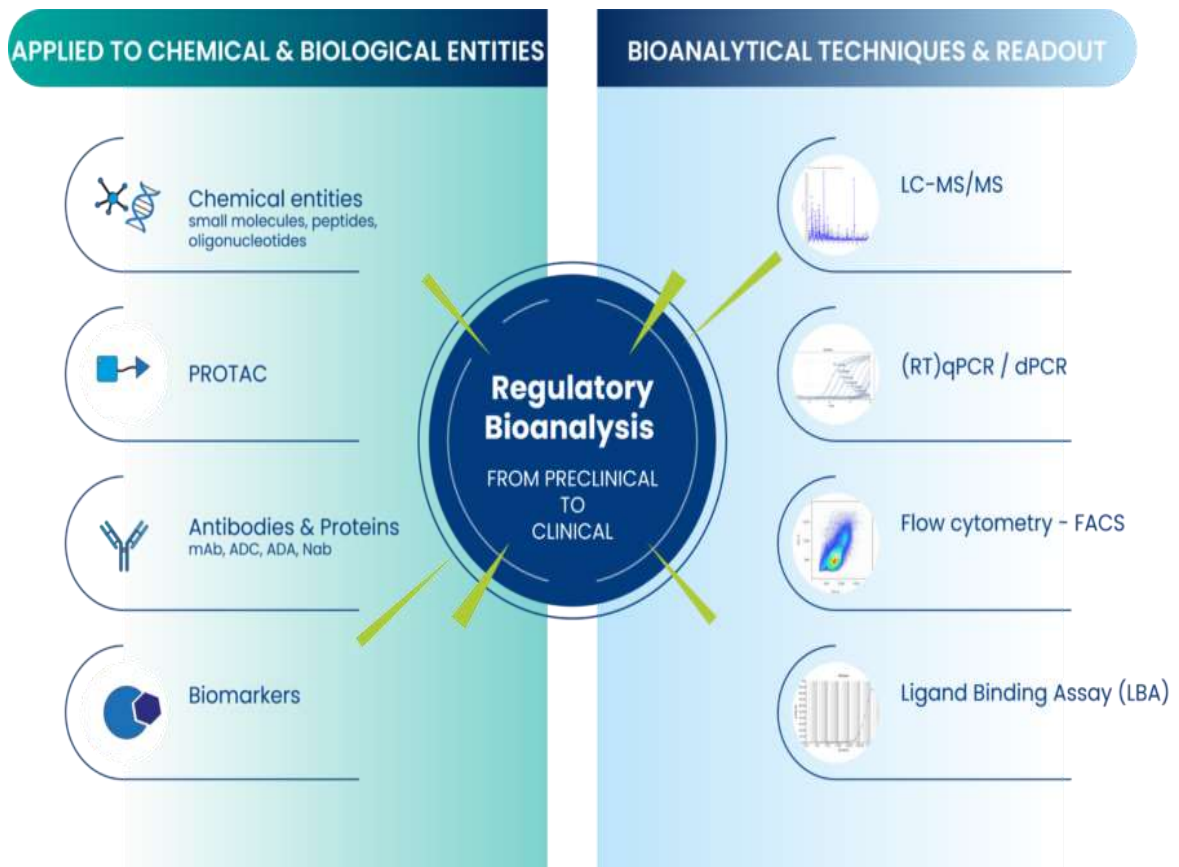 APPLIED TO CHEMICAL & BIOLOGICAL ENTITIES
Chemical entities
small molecules, peptides,
oligonucleotides
PROTAC
Antibodies & Proteins
mAb, ADC, ADA, Nab
Biomarkers
Regulatory
Bioanalysis
FROM PRECLINICAL
TO
CLINICAL
BIOANALYTICAL TECHNIQUES & READOUT
LC-MS/MS
(RT)qPCR / dPCR
Flow cytometry - FACS
Ligand Binding Assay (LBA)